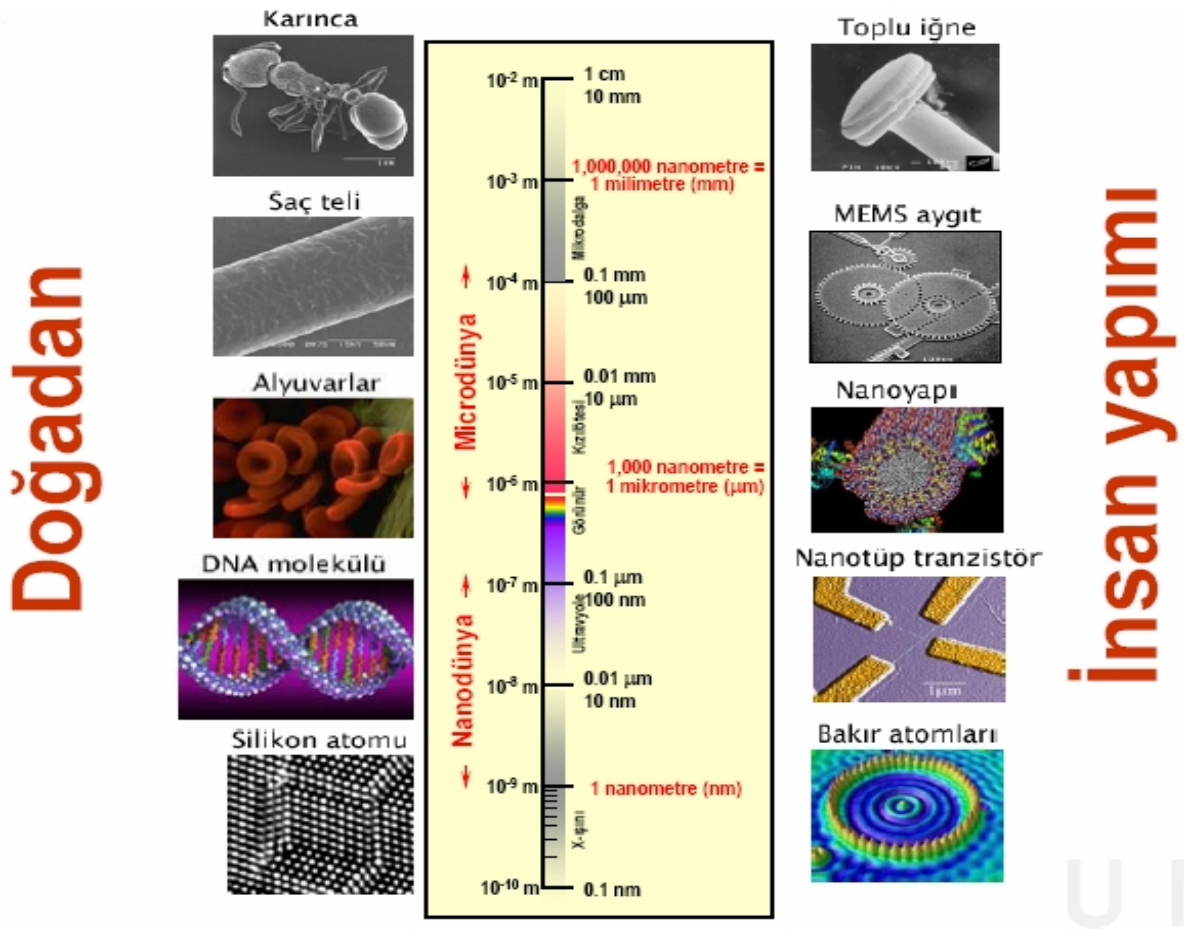 Doğadan
Karınca
Saç teli
Alyuvarlar
DNA molekülü
Silikon atomu
Microdünya
Nanodünya
10-2 m
10-3 m
10-4 m
10-5 m
10-6 m
10-7 m
10-8 m
10-9 m
10-10 m
1 cm
10 mm
1,000,000 nanometre =
1 milimetre (mm)
Mikrodalga
0.1 mm
100 µm
0.01 mm
10 µm
Kızılötesi
1,000 nanometre =
1 mikrometre (µm)
Görünür
0.1 µm
100 nm
Ultravyole
0.01 µm
10 nm
1 nanometre (nm)
X-ışını
0.1 nm
Toplu iğne
MEMS aygıt
Nanoyapı
Nanotüp tranzistör
1µm
Bakır atomları
İnsan yapımı
U